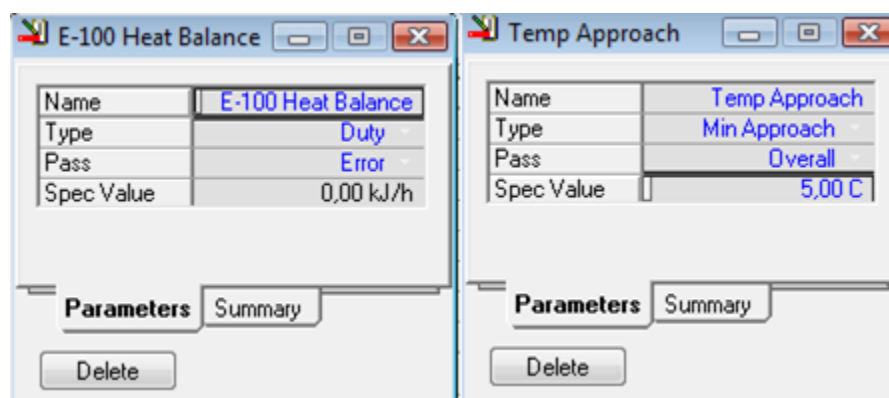 E-100 Heat Balance
Name E-100 Heat Balance
Type Duty
Pass Error
Spec Value 0,00 kJ/h
Parameters Summary
Delete
Temp Approach
Name Temp Approach
Type Min Approach
Pass Overall
Spec Value 5,00 C
Parameters Summary
Delete